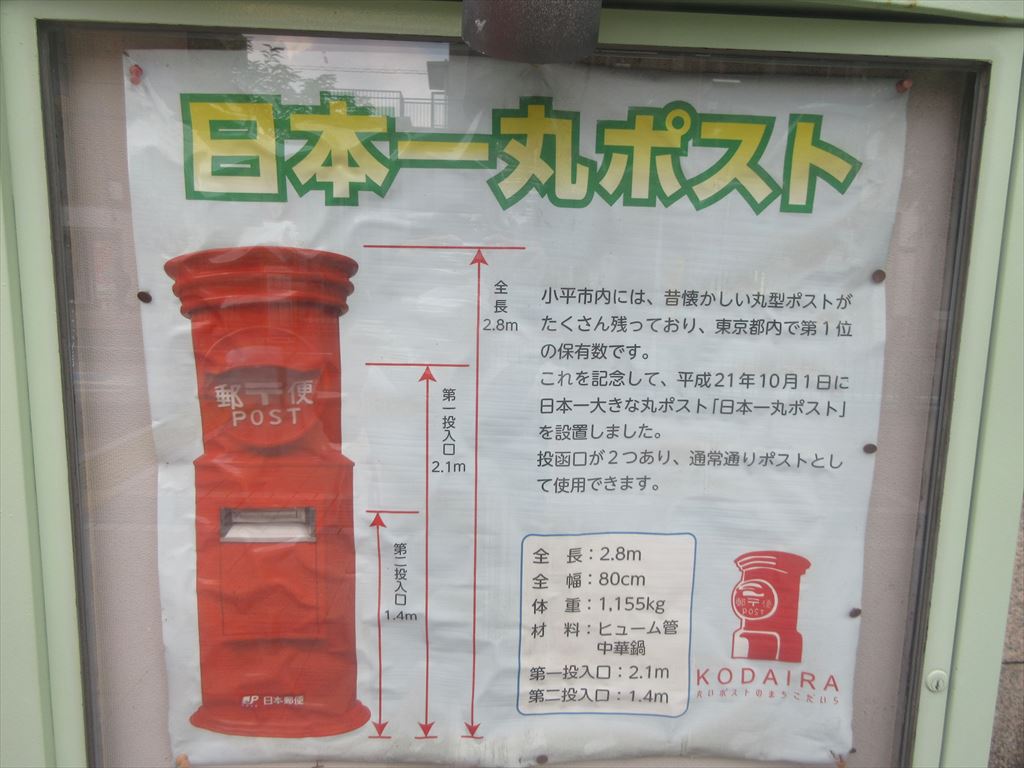 日本一丸ポスト
全長
2.8m
第一投入口
2.1m
第二投入口
1.4m
郵〒便
POST
日本郵便
小平市内には、昔懐かしい丸型ポストが
たくさん残っており、東京都内で第1位
の保有数です。
これを記念して、平成21年10月1日に
日本一大きな丸ポスト「日本一丸ポスト」
を設置しました。
投函口が2つあり、通常通りポストとし
て使用できます。
全 長：2.8m
全 幅：80cm
体 重：1,155kg
材 料：ヒューム管
中華鍋
第一投入口：2.1m
第二投入口：1.4m
郵〒便
POST
KODAIRA
丸いポストのまちこだいら